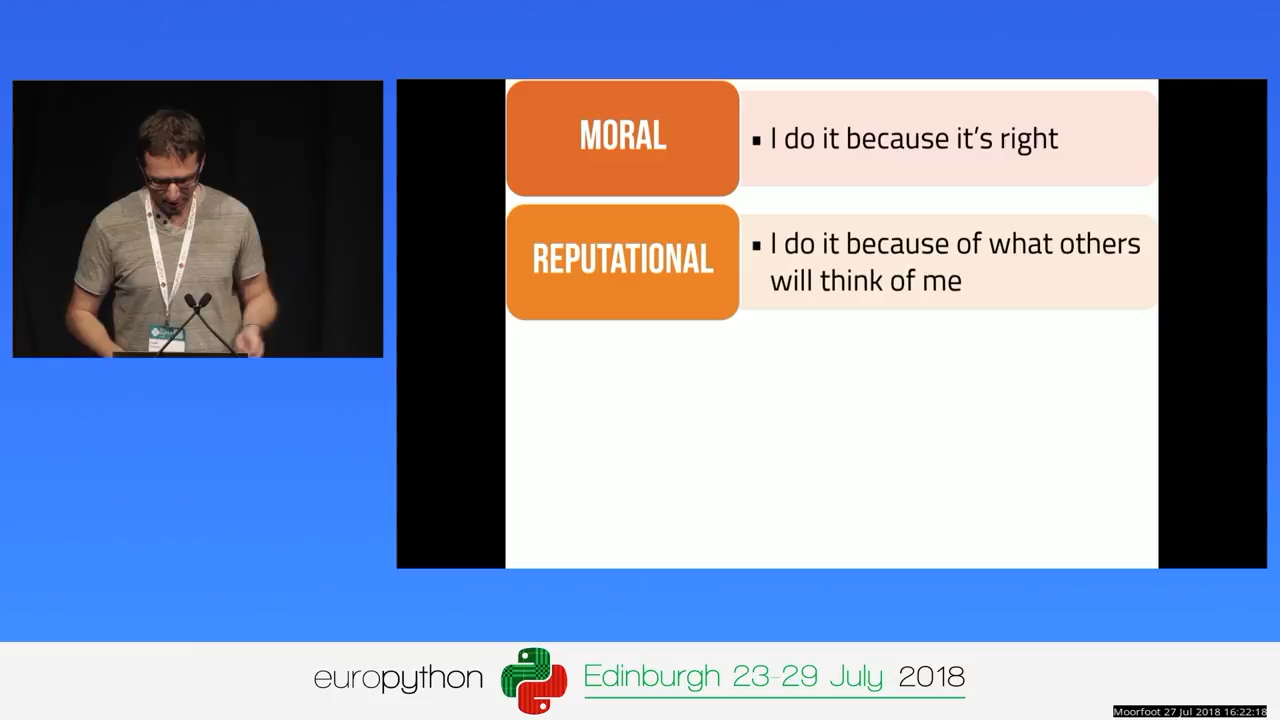 MORAL
▪ I do it because it's right
REPUTATIONAL
▪ I do it because of what others
will think of me
europython Edinburgh 23-29 July 2018
Moorfoot 27 Jul 2018 16:22:18